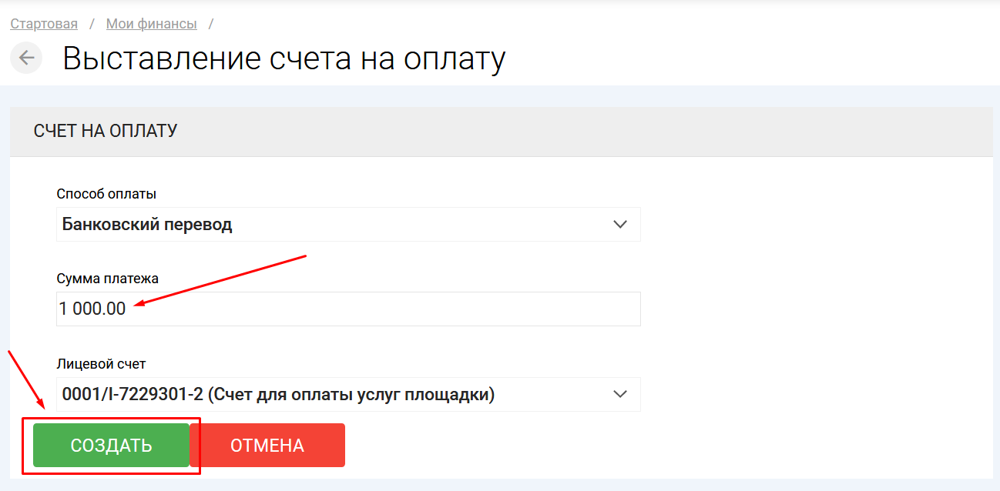 Стартовая / Мои финансы /
Выставление счета на оплату
СЧЕТ НА ОПЛАТУ
Способ оплаты
Банковский перевод
Сумма платежа
1 000.00
Лицевой счет
0001/I-7229301-2 (Счет для оплаты услуг площадки)
СОЗДАТЬ ОТМЕНА